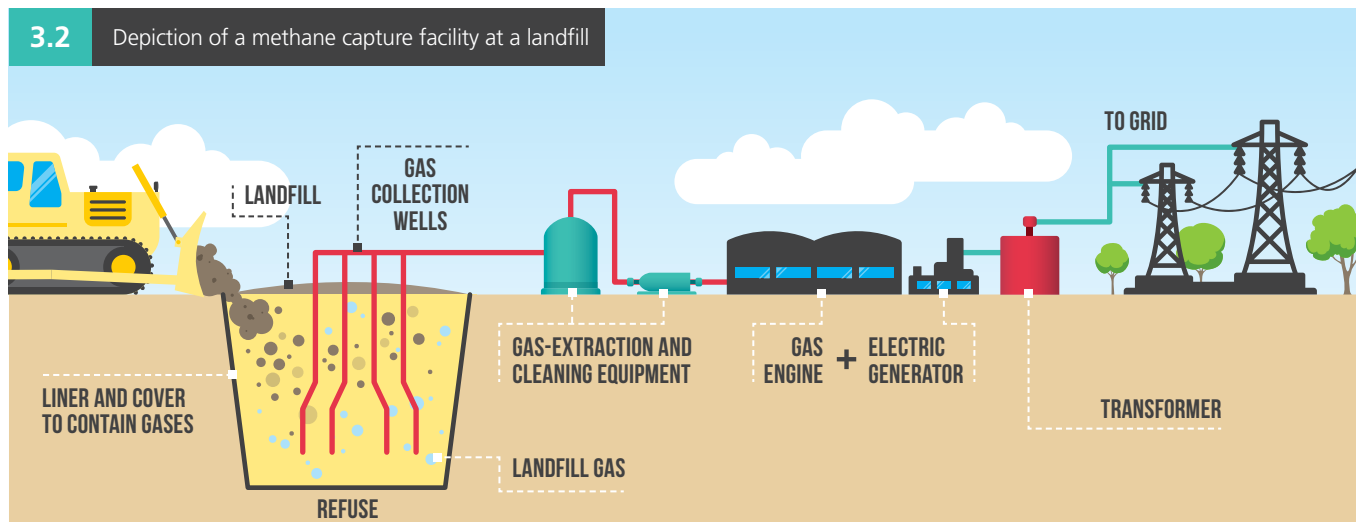 3.2 Depiction of a methane capture facility at a landfill
TO GRID
LANDFILL
GAS
COLLECTION
WELLS
GAS-EXTRACTION AND
CLEANING EQUIPMENT
GAS
ENGINE
+
ELECTRIC
GENERATOR
LINER AND COVER
TO CONTAIN GASES
TRANSFORMER
LANDFILL GAS
REFUSE